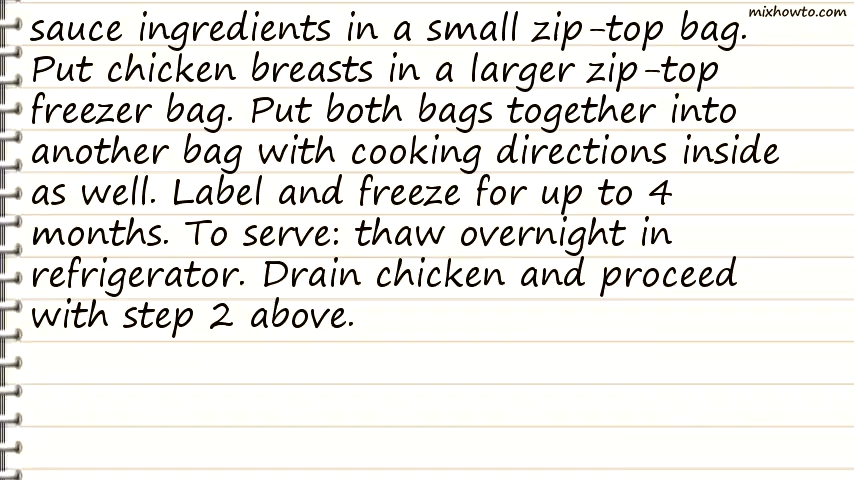 mixhowto.com
sauce ingredients in a small zip-top bag.
Put chicken breasts in a larger zip-top
freezer bag. Put both bags together into
another bag with cooking directions inside
as well. Label and freeze for up to 4
months. To serve: thaw overnight in
refrigerator. Drain chicken and proceed
with step 2 above.